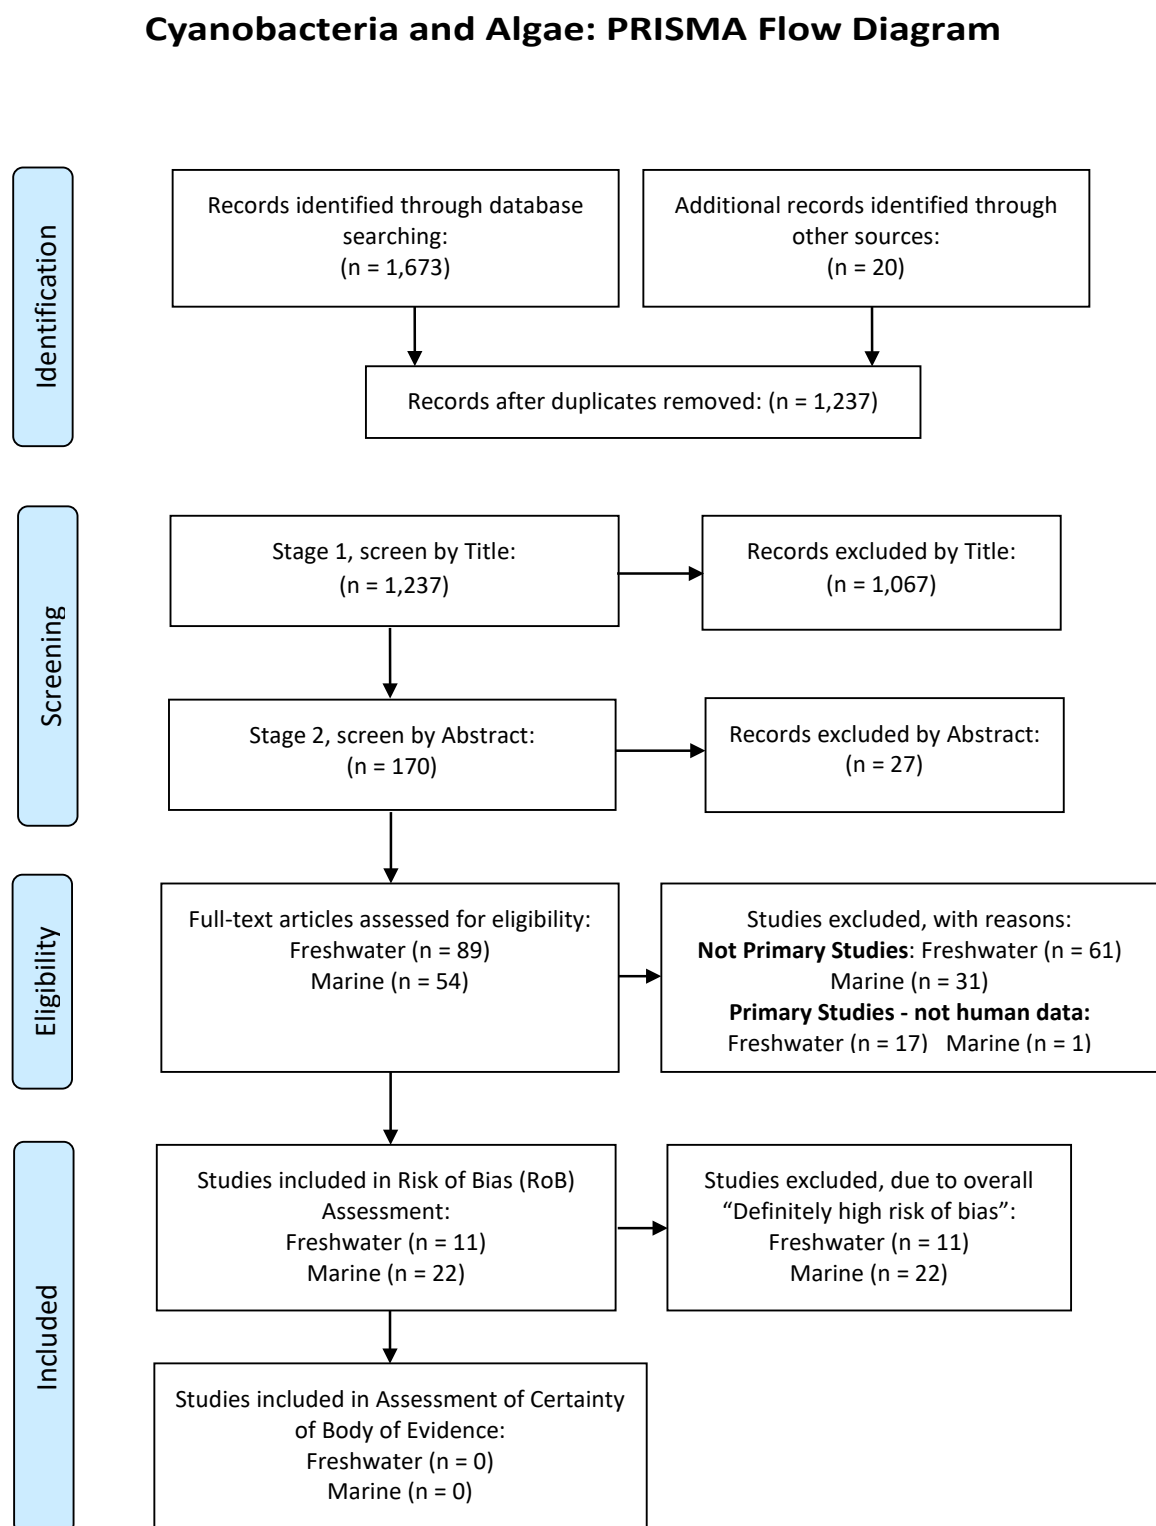 Cyanobacteria and Algae: PRISMA Flow Diagram
Identification
Records identified through database
searching:
(n = 1,673)
Additional records identified through
other sources:
(n = 20)
Records after duplicates removed: (n = 1,237)
Screening
Stage 1, screen by Title:
(n = 1,237)
Records excluded by Title:
(n = 1,067)
Stage 2, screen by Abstract:
(n = 170)
Records excluded by Abstract:
(n = 27)
Eligibility
Full-text articles assessed for eligibility:
Freshwater (n = 89)
Marine (n = 54)
Studies excluded, with reasons:
Not Primary Studies: Freshwater (n = 61)
Marine (n = 31)
Primary Studies - not human data:
Freshwater (n = 17) Marine (n = 1)
Included
Studies included in Risk of Bias (RoB)
Assessment:
Freshwater (n = 11)
Marine (n = 22)
Studies excluded, due to overall
“Definitely high risk of bias”:
Freshwater (n = 11)
Marine (n = 22)
Studies included in Assessment of Certainty
of Body of Evidence:
Freshwater (n = 0)
Marine (n = 0)